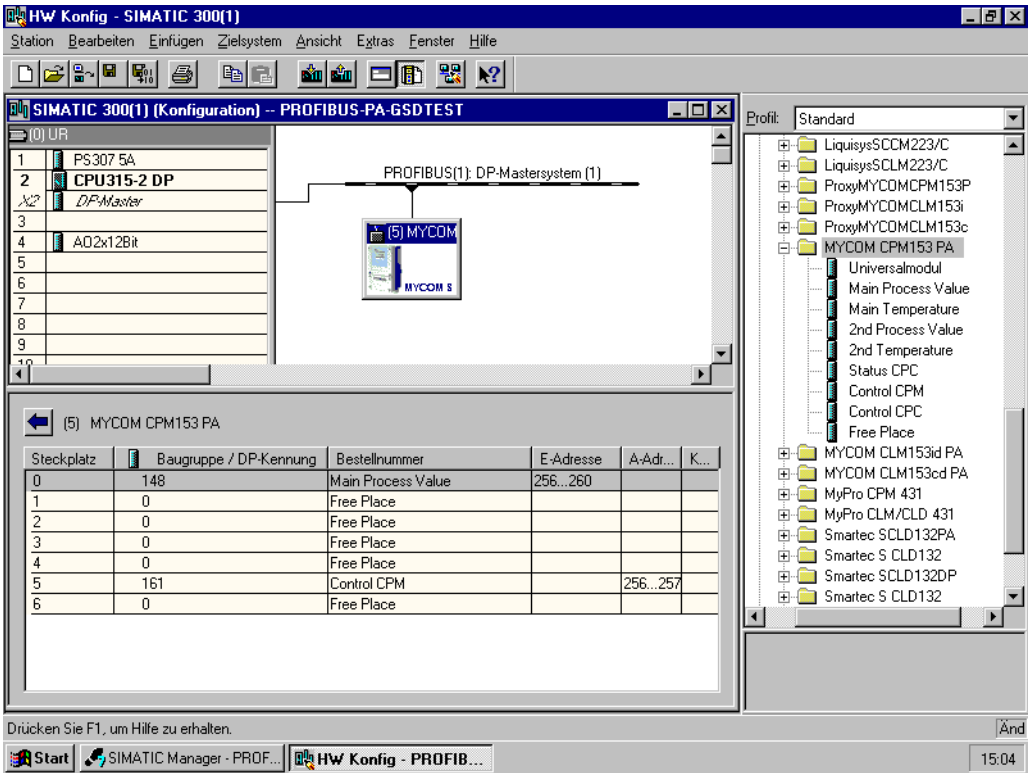 HW Konfig - SIMATIC 300(1)
Station Bearbeiten Einfügen Zielsystem Ansicht Extras Fenster Hilfe
SIMATIC 300(1) (Konfiguration) -- PROFIBUS-PA-GSDTEST
(0) UR
1 PS307 5A
2 CPU315-2 DP
X2 DP-Master
3
4 AO2x12Bit
5
6
7
8
9
10
PROFIBUS(1): DP-Mastersystem (1)
(5) MYCOM
MYCOM S
Profil: Standard
LiquisysSCCM223/C
LiquisysSCLM223/C
ProxyMYCOMCPM153P
ProxyMYCOMCLM153i
ProxyMYCOMCLM153c
MYCOM CPM153 PA
Universalmodul
Main Process Value
Main Temperature
2nd Process Value
2nd Temperature
Status CPC
Control CPM
Control CPC
Free Place
MYCOM CLM153id PA
MYCOM CLM153cd PA
MyPro CPM 431
MyPro CLM/CLD 431
Smartec SCLD132PA
Smartec S CLD132
Smartec SCLD132DP
Smartec S CLD132
(5) MYCOM CPM153 PA
Steckplatz Baugruppe / DP-Kennung Bestellnummer E-Adresse A-Adr... K...
0 148 Main Process Value 256...260
1 0 Free Place
2 0 Free Place
3 0 Free Place
4 0 Free Place
5 161 Control CPM 256...257
6 0 Free Place
Drücken Sie F1, um Hilfe zu erhalten.
Änd
Start SIMATIC Manager - PROF... HW Konfig - PROFIB... 15:04